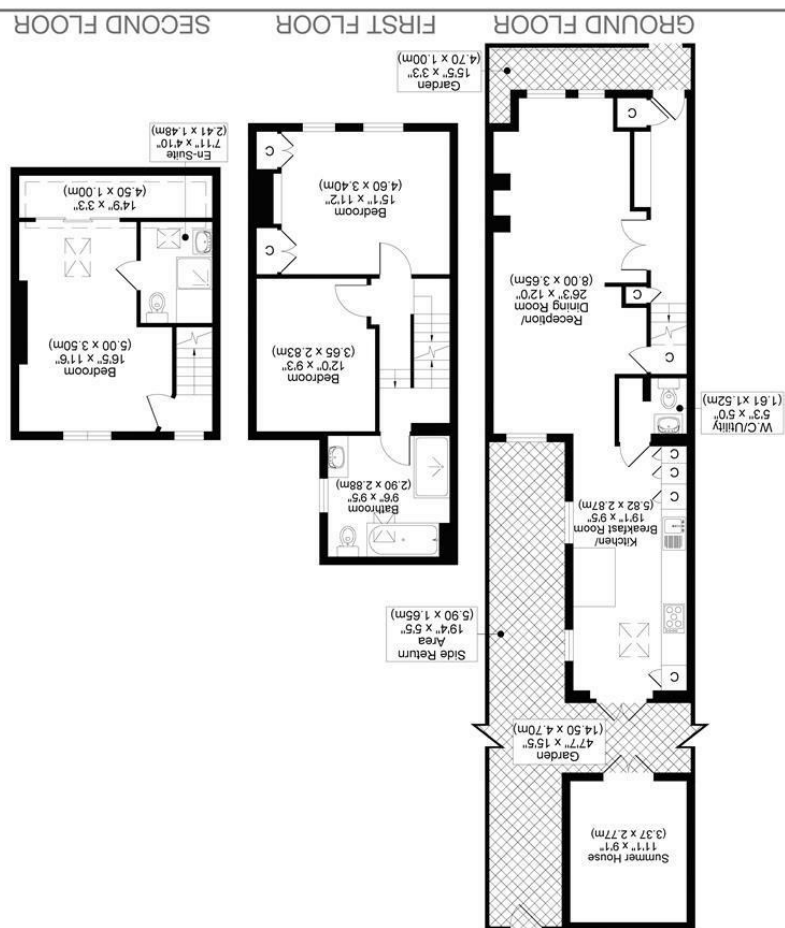 Summer House
11'1" x 9'1"
(3.37 x 2.77m)
Garden
47'7" x 15'5"
(14.50 x 4.70m)
C
Side Return
Area
19'4" x 5'5"
(5.90 x 1.65m)
Kitchen/
Breakfast Room
19'1" x 9'5"
(5.82 x 2.87m)
C
C
C
W.C/Utility
5'3" x 5'0"
(1.61 x1.52m)
C
C
Reception/
Dining Room
26'3" x 12'0"
(8.00 x 3.65m)
C
Garden
15'5" x 3'3"
(4.70 x 1.00m)
GROUND FLOOR
Bathroom
9'6" x 9'5"
(2.90 x 2.88m)
Bedroom
12'0" x 9'3"
(3.65 x 2.83m)
C
Bedroom
15'1" x 11'2"
(4.60 x 3.40m)
C
FIRST FLOOR
Bedroom
16'5" x 11'6"
(5.00 x 3.50m)
14'9" x 3'3"
(4.50 x 1.00m)
En-Suite
7'11" x 4'10"
(2.41 x 1.48m)
SECOND FLOOR